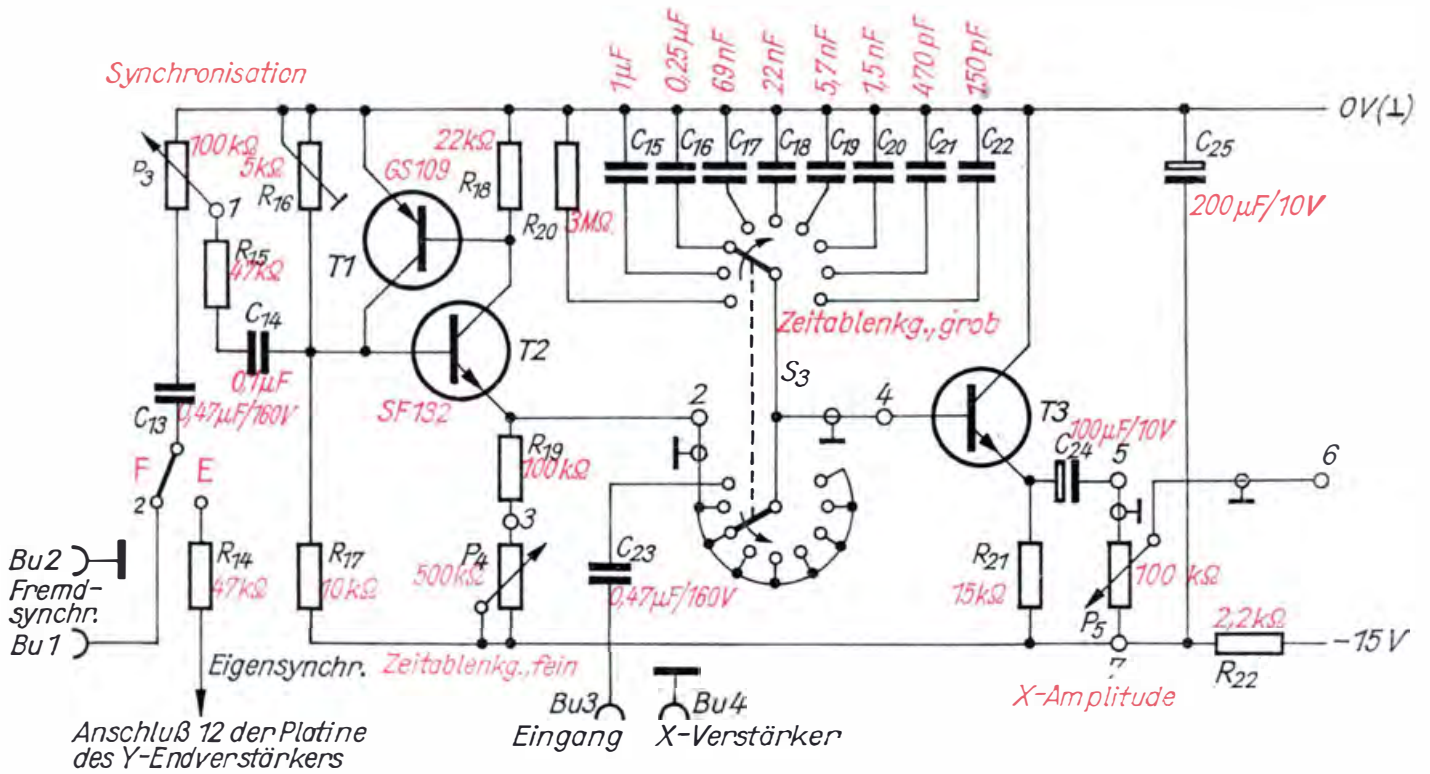 Synchronisation
1µF
0,25µF
69nF
22nF
5,7nF
1,5nF
470pF
150pF
0V(⊥)
P3
100kΩ
5kΩ
R16
GS109
22kΩ
R18
R20
3MΩ
C15
C16
C17
C18
C19
C20
C21
C22
C25
200µF/10V
1
R15
47kΩ
T1
C14
0,1µF
T2
SF132
Zeitablenkg.,grob
S3
C13
0,47µF/160V
2
4
T3
100µF/10V
C24
5
6
F
E
2
R19
100kΩ
3
Bu2
Fremd-
synchr.
Bu1
R14
47kΩ
R17
10kΩ
P4
500kΩ
C23
0,47µF/160V
R21
15kΩ
100 kΩ
P5
2,2kΩ
-15V
R22
7
Eigensynchr.
Zeitablenkg.,fein
X-Amplitude
Bu3
Bu4
Eingang
X-Verstärker
Anschluß 12 der Platine
des Y-Endverstärkers